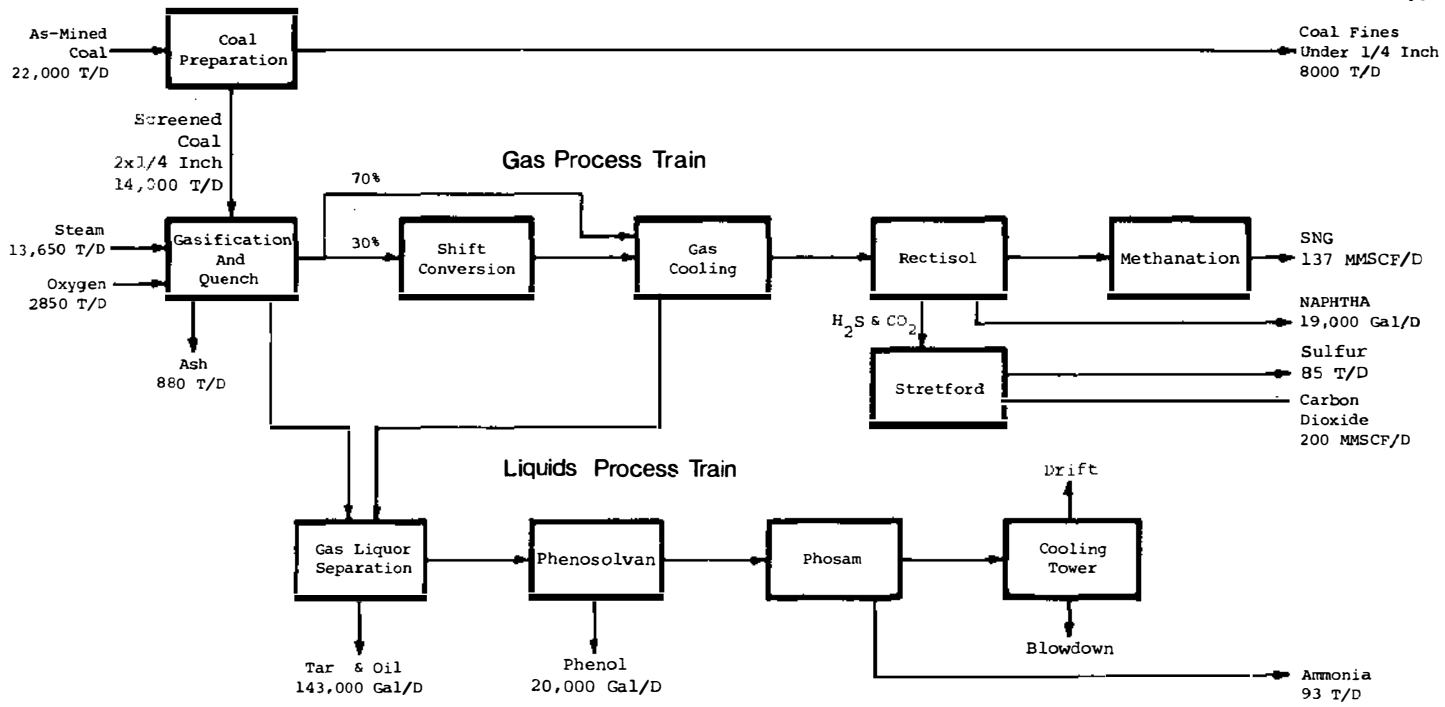 As-Mined
Coal
22,000 T/D
Coal
Preparation
Coal Fines
Under 1/4 Inch
8000 T/D
Screened
Coal
2x1/4 Inch
14,000 T/D
Gas Process Train
70%
30%
Steam
13,650 T/D
Oxygen
2850 T/D
Gasification
And
Quench
Shift
Conversion
Gas
Cooling
Rectisol
Methanation
SNG
137 MMSCF/D
NAPHTHA
19,000 Gal/D
H2S & CO2
Ash
880 T/D
Stretford
Sulfur
85 T/D
Carbon
Dioxide
200 MMSCF/D
Liquids Process Train
Drift
Gas Liquor
Separation
Phenosolvan
Phosam
Cooling
Tower
Blowdown
Tar & Oil
143,000 Gal/D
Phenol
20,000 Gal/D
Ammonia
93 T/D